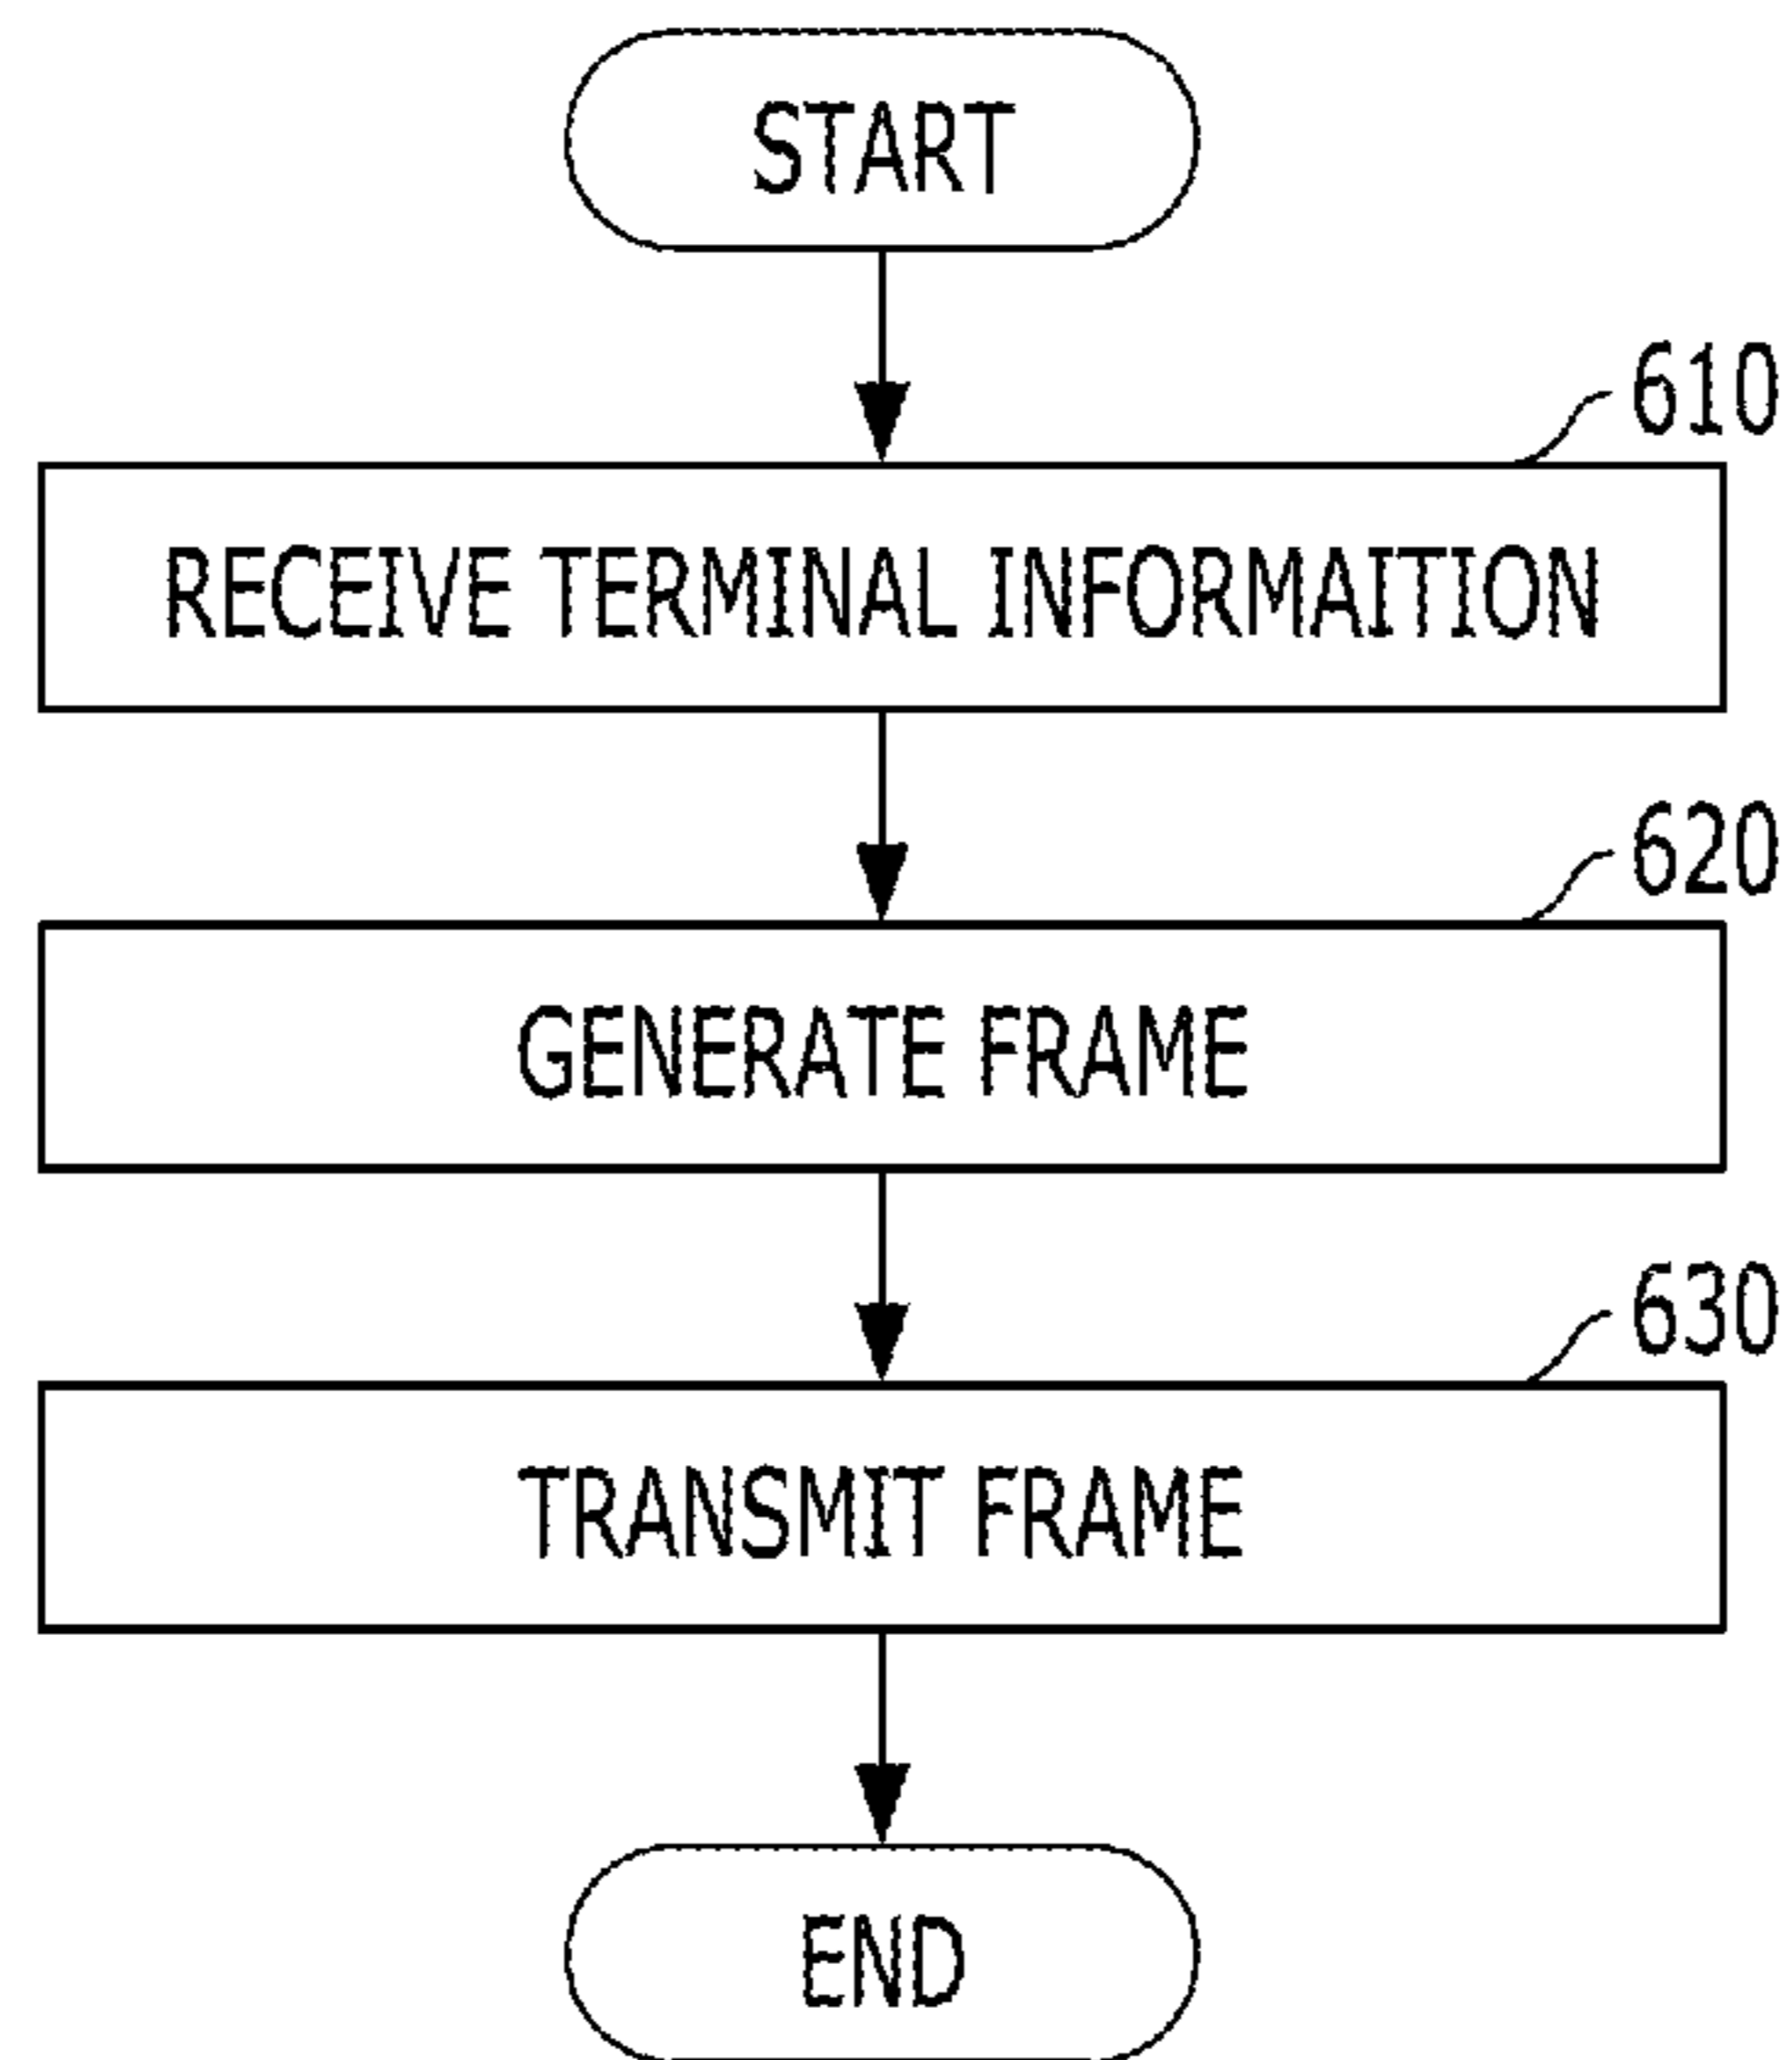 START
610
RECEIVE TERMINAL INFORMAITION
620
GENERATE FRAME
630
TRANSMIT FRAME
END